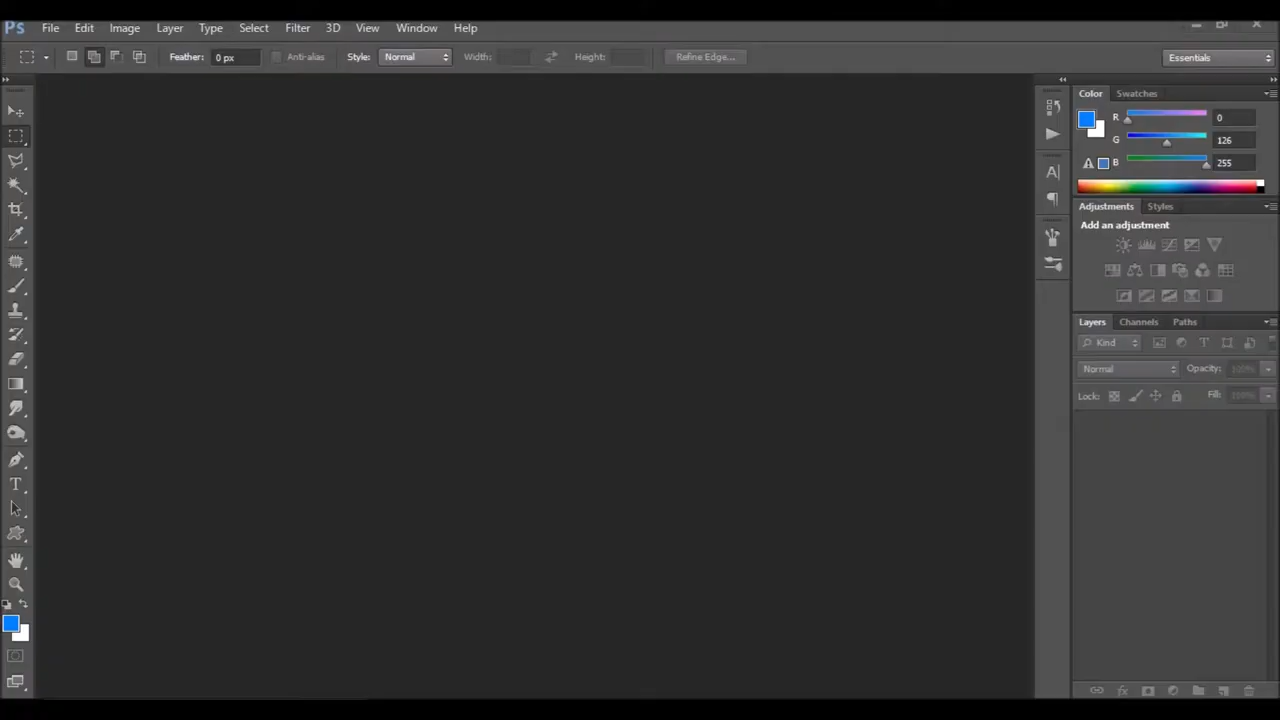 Ps File Edit Image Layer Type Select Filter 3D View Window Help
Feather: 0 px Anti-alias Style: Normal Width: Height: Refine Edge... Essentials
Color Swatches
R 0
G 126
B 255
Adjustments Styles
Add an adjustment
Layers Channels Paths
Kind
Normal Opacity: 100%
Lock: Fill: 100%